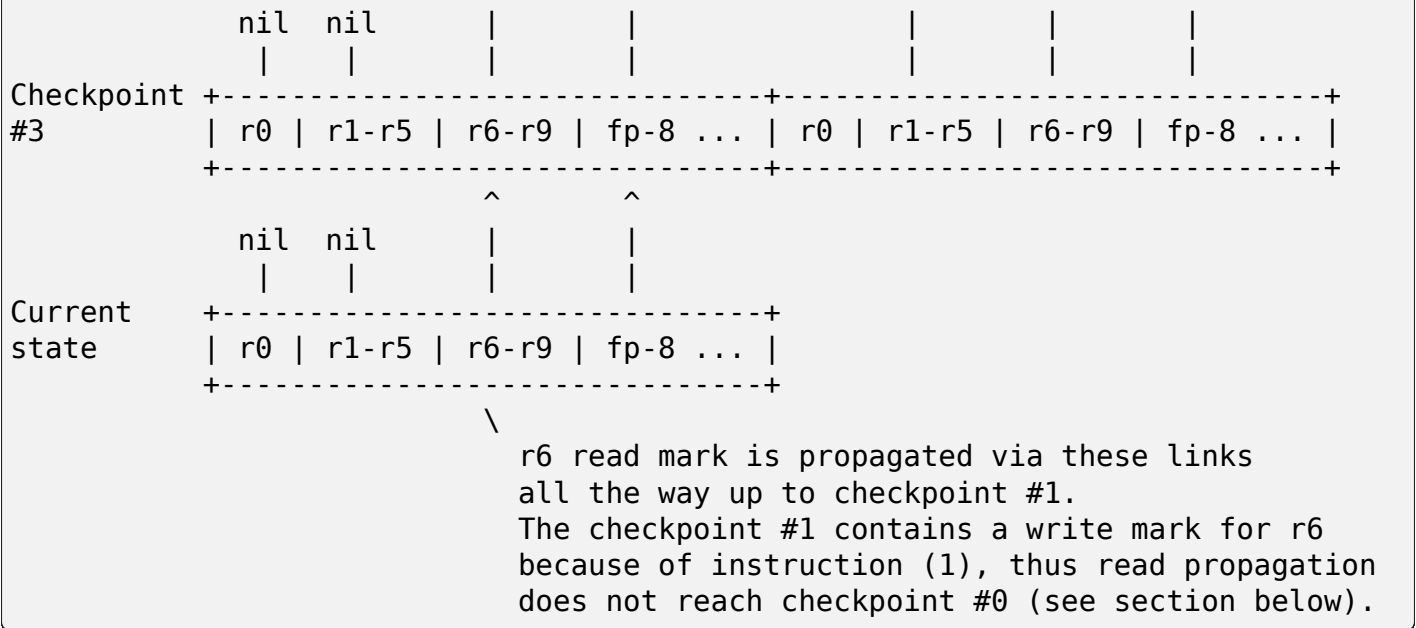 nil  nil      |       |               |       |       |
               |    |       |       |               |       |       |
Checkpoint  +-------------------------------+-------------------------------+
#3          | r0 | r1-r5 | r6-r9 | fp-8 ... | r0 | r1-r5 | r6-r9 | fp-8 ... |
            +-------------------------------+-------------------------------+
                            ^       ^
              nil  nil      |       |
               |    |       |       |
Current     +-------------------------------+
state       | r0 | r1-r5 | r6-r9 | fp-8 ... |
            +-------------------------------+
                            \
                              r6 read mark is propagated via these links
                              all the way up to checkpoint #1.
                              The checkpoint #1 contains a write mark for r6
                              because of instruction (1), thus read propagation
                              does not reach checkpoint #0 (see section below).